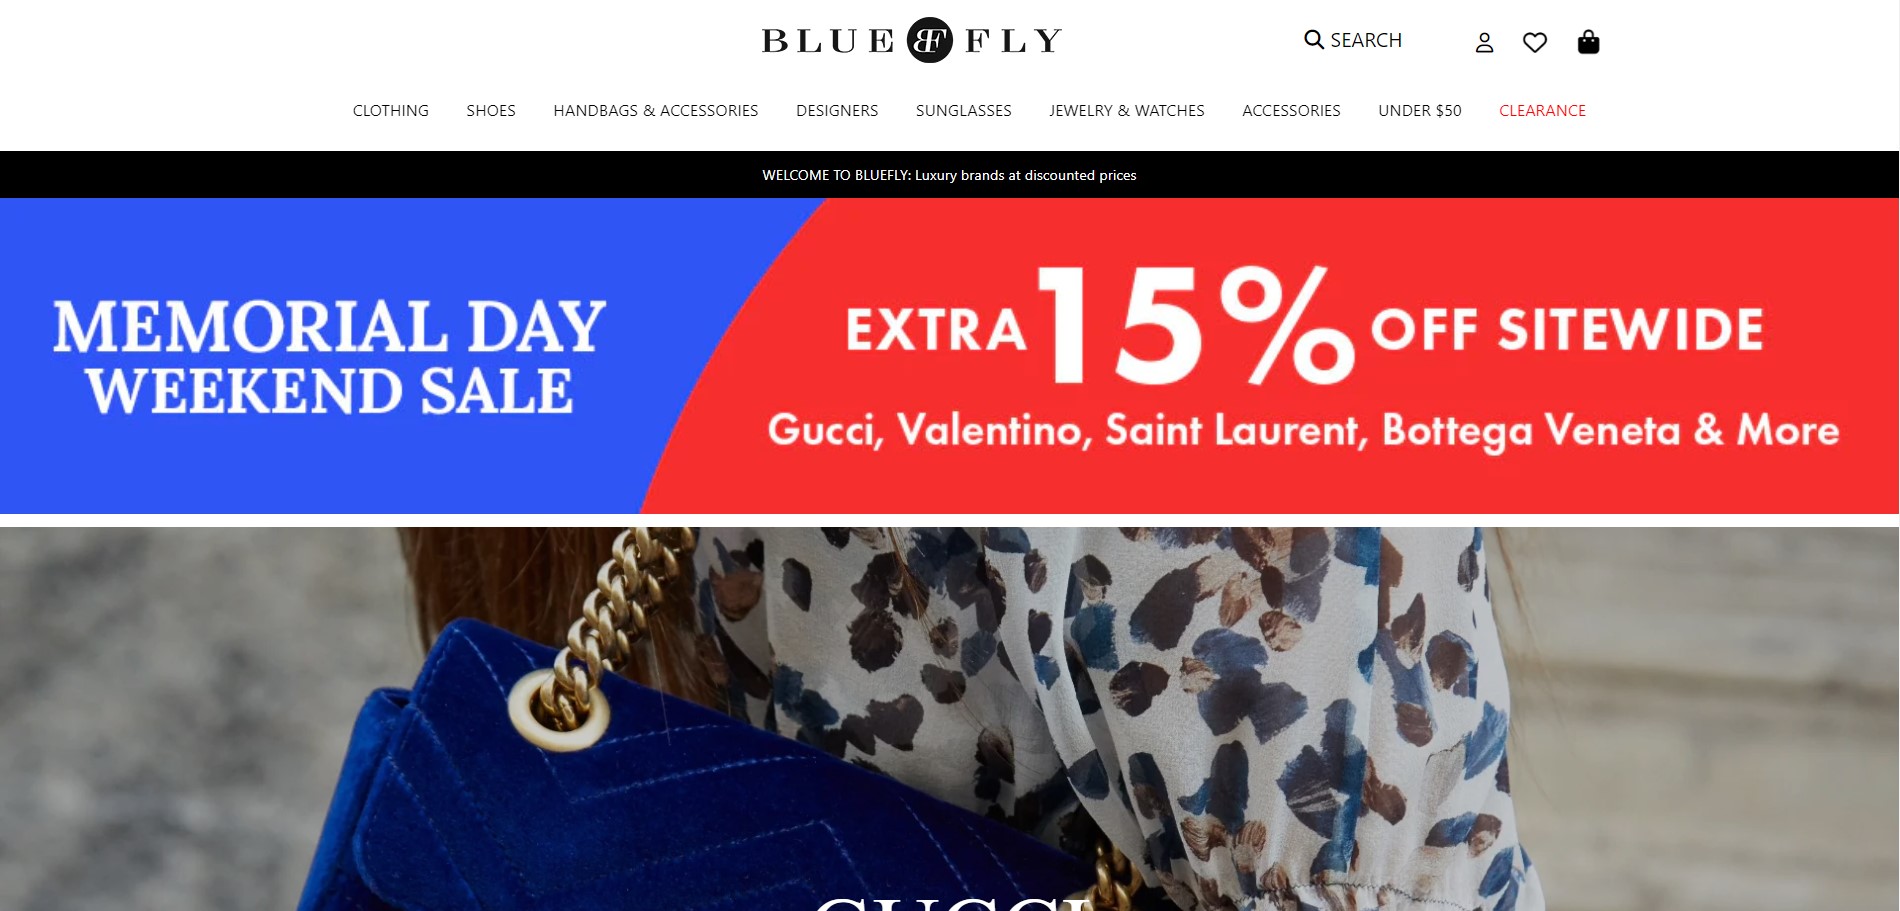 BLUE BF FLY
SEARCH
CLOTHING SHOES HANDBAGS & ACCESSORIES DESIGNERS SUNGLASSES JEWELRY & WATCHES ACCESSORIES UNDER $50 CLEARANCE
WELCOME TO BLUEFLY: Luxury brands at discounted prices
MEMORIAL DAY
WEEKEND SALE
EXTRA 15% OFF SITEWIDE
Gucci, Valentino, Saint Laurent, Bottega Veneta & More
GUCCI